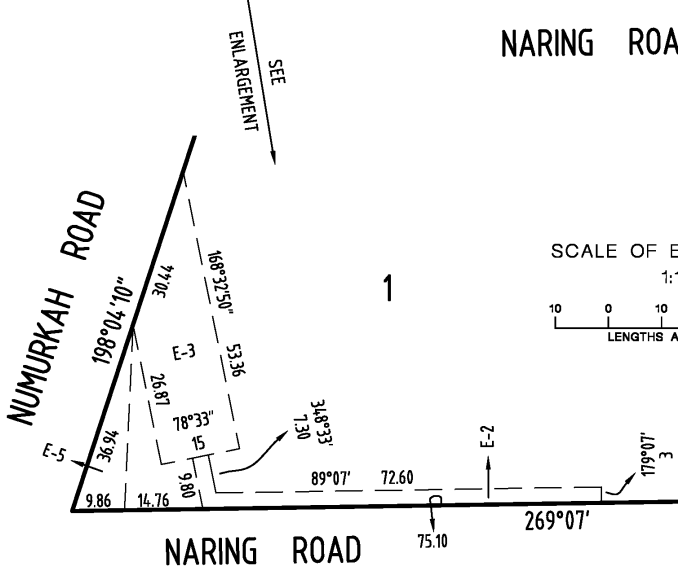 NARING ROA
SEE
ENLARGEMENT
NUMURKAH ROAD
198°04'10"
30.44
168°32'50"
53.36
1
SCALE OF E
1:1
10 0 10
LENGTHS A
E-3
26.87
78°33"
15
348°33'
7.30
E-5
36.94
9.80
89°07' 72.60
E-2
179°07'
3
9.86 14.76
269°07'
75.10
NARING ROAD